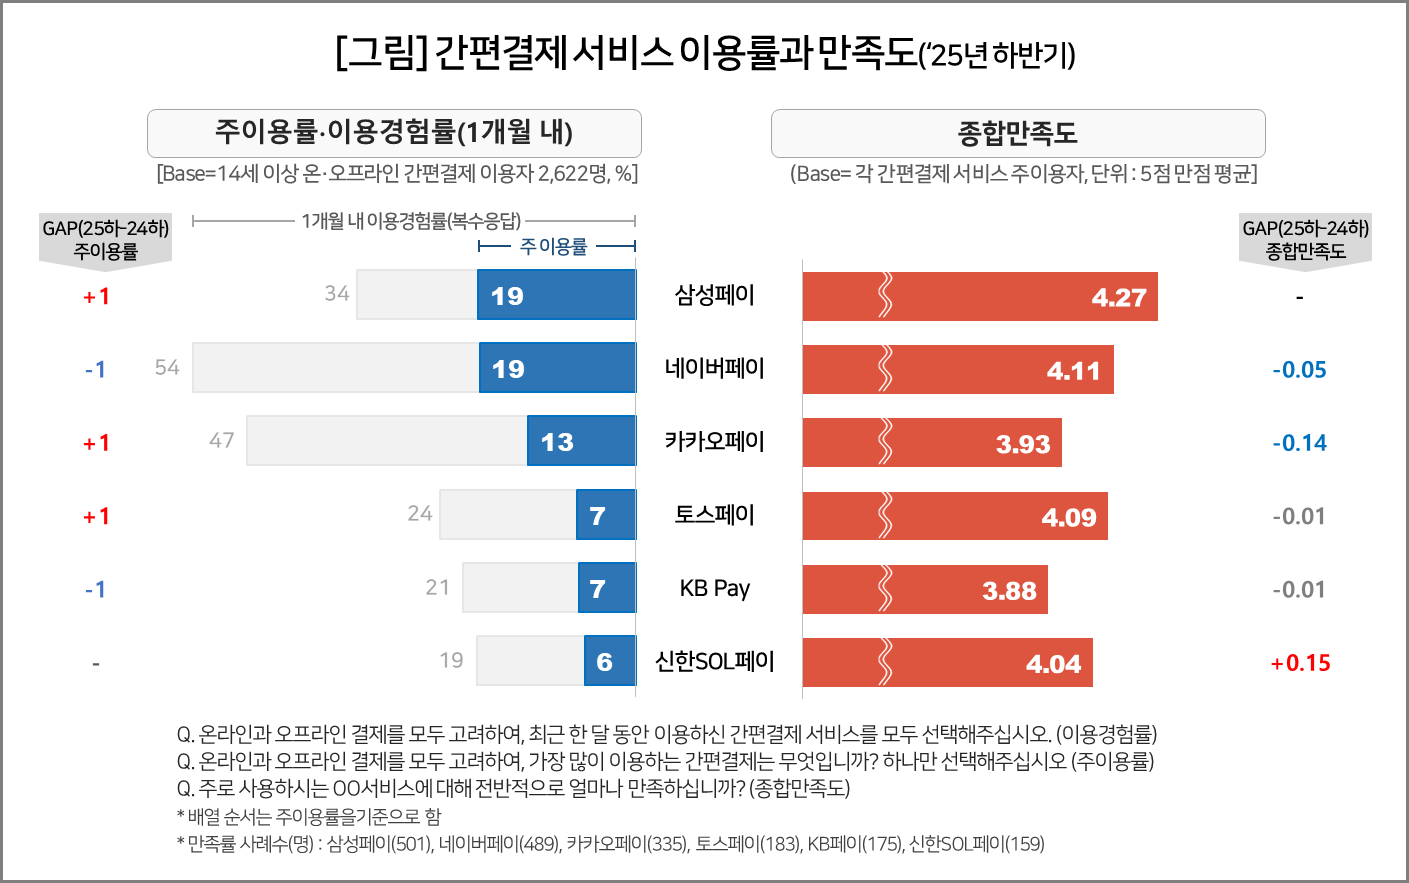 [그림] 간편결제 서비스 이용률과 만족도(‘25년 하반기)
주이용률·이용경험률(1개월 내)
[Base=14세 이상 온·오프라인 간편결제 이용자 2,622명, %]
종합만족도
(Base= 각 간편결제 서비스 주이용자, 단위 : 5점 만점 평균]
GAP(25하-24하)
주이용률
1개월 내 이용경험률(복수응답)
주 이용률
GAP(25하-24하)
종합만족도
+1 34 19 삼성페이 4.27 -
-1 54 19 네이버페이 4.11 -0.05
+1 47 13 카카오페이 3.93 -0.14
+1 24 7 토스페이 4.09 -0.01
-1 21 7 KB Pay 3.88 -0.01
- 19 6 신한SOL페이 4.04 +0.15
Q. 온라인과 오프라인 결제를 모두 고려하여, 최근 한 달 동안 이용하신 간편결제 서비스를 모두 선택해주십시오. (이용경험률)
Q. 온라인과 오프라인 결제를 모두 고려하여, 가장 많이 이용하는 간편결제는 무엇입니까? 하나만 선택해주십시오 (주이용률)
Q. 주로 사용하시는 OO서비스에 대해 전반적으로 얼마나 만족하십니까? (종합만족도)
* 배열 순서는 주이용률을기준으로 함
* 만족률 사례수(명) : 삼성페이(501), 네이버페이(489), 카카오페이(335), 토스페이(183), KB페이(175), 신한SOL페이(159)